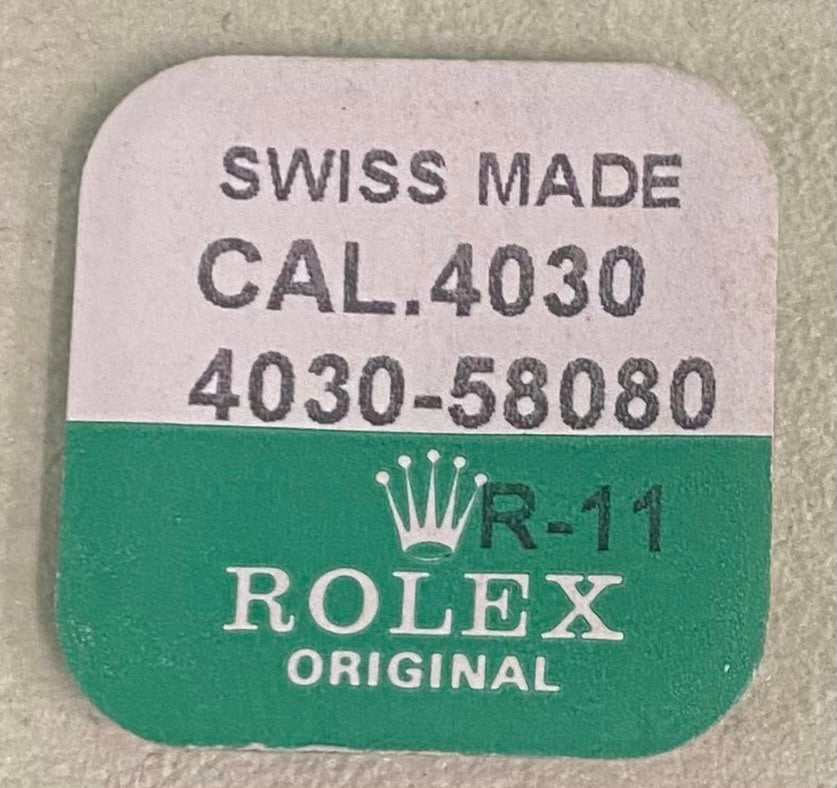 SWISS MADE
CAL.4030
4030-58080
R-11
ROLEX
ORIGINAL